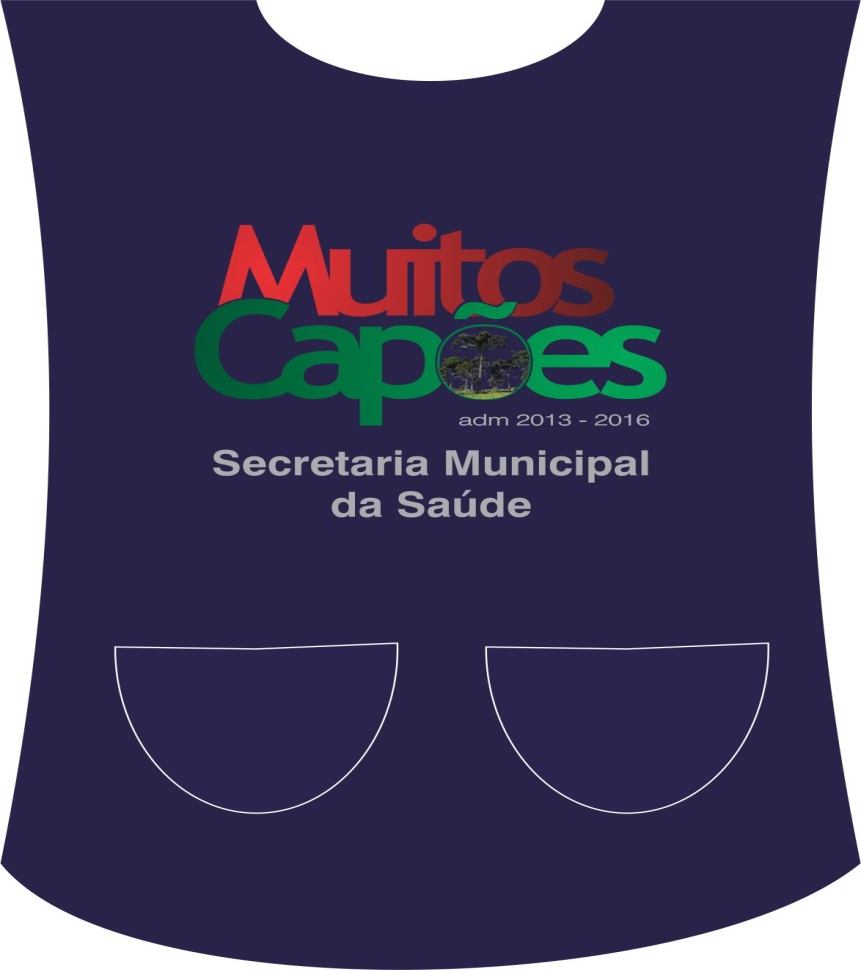 Muitos
Capões
adm 2013 - 2016
Secretaria Municipal
da Saúde